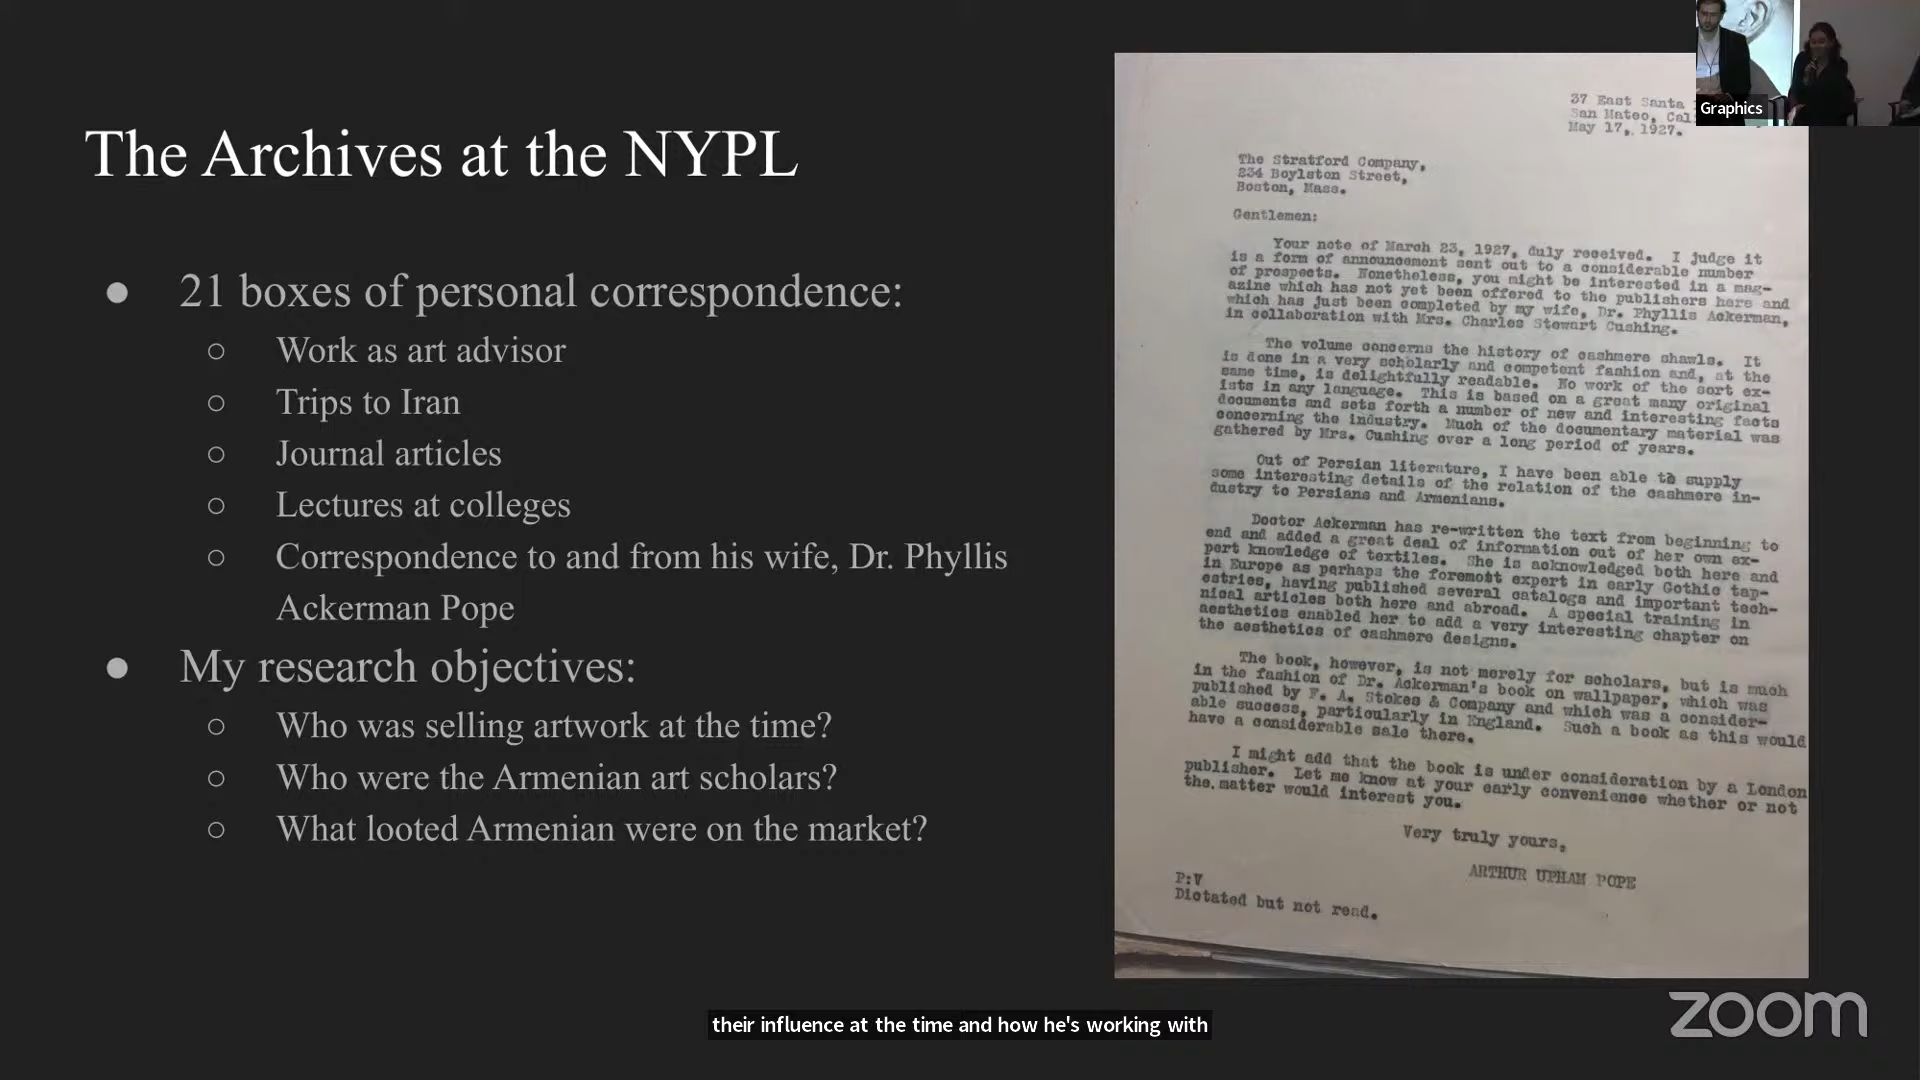 The Archives at the NYPL
● 21 boxes of personal correspondence:
○ Work as art advisor
○ Trips to Iran
○ Journal articles
○ Lectures at colleges
○ Correspondence to and from his wife, Dr. Phyllis
Ackerman Pope
● My research objectives:
○ Who was selling artwork at the time?
○ Who were the Armenian art scholars?
○ What looted Armenian were on the market?
37 East Santa
San Mateo, Cal
May 17, 1927.
The Stratford Company,
234 Boylston Street,
Boston, Mass.
Gentlemen:
Your note of March 23, 1927, duly received. I judge it
is a form of announcement sent out to a considerable number
of prospects. Nonetheless, you might be interested in a mag-
azine which has not yet been offered to the publishers here and
which has just been completed by my wife, Dr. Phyllis Ackerman,
in collaboration with Mrs. Charles Stewart Cushing.
The volume concerns the history of cashmere shawls. It
is done in a very scholarly and competent fashion and, at the
same time, is delightfully readable. No work of the sort ex-
ists in any language. This is based on a great many original
documents and sets forth a number of new and interesting facts
concerning the industry. Much of the documentary material was
gathered by Mrs. Cushing over a long period of years.
Out of Persian literature, I have been able to supply
some interesting details of the relation of the cashmere in-
dustry to Persians and Armenians.
Doctor Ackerman has re-written the text from beginning to
end and added a great deal of information out of her own ex-
pert knowledge of textiles. She is acknowledged both here and
in Europe as perhaps the foremost expert in early Gothic tap-
estries, having published several catalogs and important tech-
nical articles both here and abroad. A special training in
aesthetics enabled her to add a very interesting chapter on
the aesthetics of cashmere designs.
The book, however, is not merely for scholars, but is much
in the fashion of Dr. Ackerman's book on wallpaper, which was
published by F. A. Stokes & Company and which was a consider-
able success, particularly in England. Such a book as this would
have a considerable sale there.
I might add that the book is under consideration by a London
publisher. Let me know at your early convenience whether or not
the matter would interest you.
Very truly yours,
ARTHUR UPHAM POPE
P:V
Dictated but not read.
Graphics
their influence at the time and how he's working with
zoom